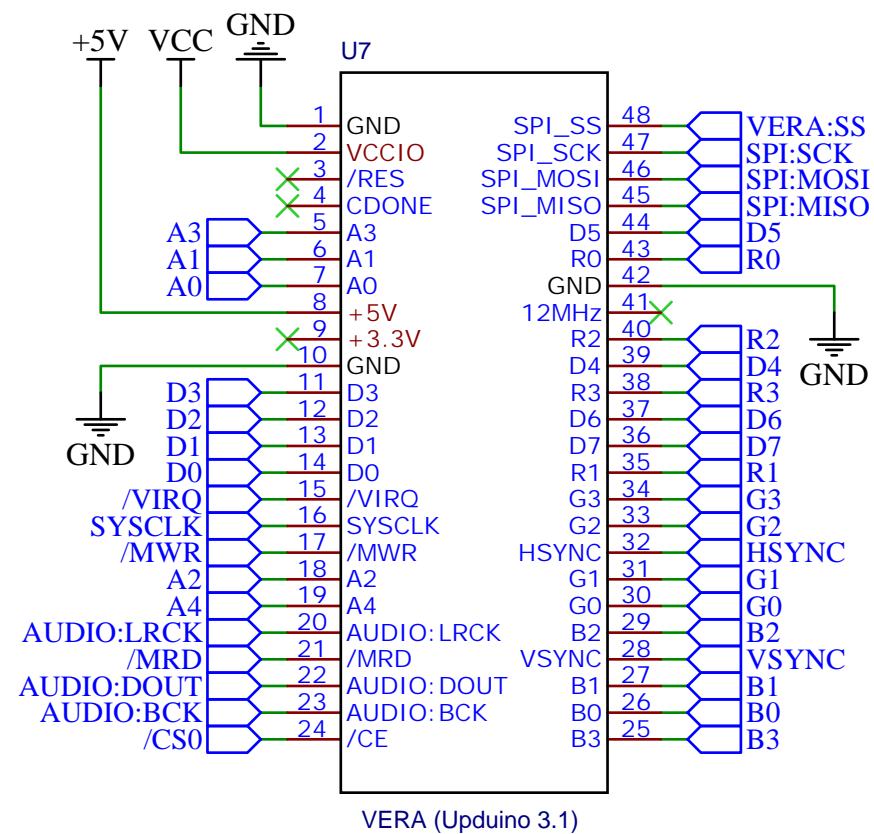 +5V VCC GND
U7
1 GND SPI_SS 48 VERA:SS
2 VCCIO SPI_SCK 47 SPI:SCK
3 /RES SPI_MOSI 46 SPI:MOSI
4 CDONE SPI_MISO 45 SPI:MISO
A3 5 A3 D5 44 D5
A1 6 A1 R0 43 R0
A0 7 A0 GND 42
8 +5V 12MHz 41
9 +3.3V R2 40 R2
10 GND D4 39 D4
GND
D3 11 D3 R3 38 R3
D2 12 D2 D6 37 D6
D1 13 D1 D7 36 D7
GND
D0 14 D0 R1 35 R1
/VIRQ 15 /VIRQ G3 34 G3
SYSCLK 16 SYSCLK G2 33 G2
/MWR 17 /MWR HSYNC 32 HSYNC
A2 18 A2 G1 31 G1
A4 19 A4 G0 30 G0
AUDIO:LRCK 20 AUDIO:LRCK B2 29 B2
/MRD 21 /MRD VSYNC 28 VSYNC
AUDIO:DOUT 22 AUDIO:DOUT B1 27 B1
AUDIO:BCK 23 AUDIO:BCK B0 26 B0
/CS0 24 /CE B3 25 B3
VERA (Upduino 3.1)